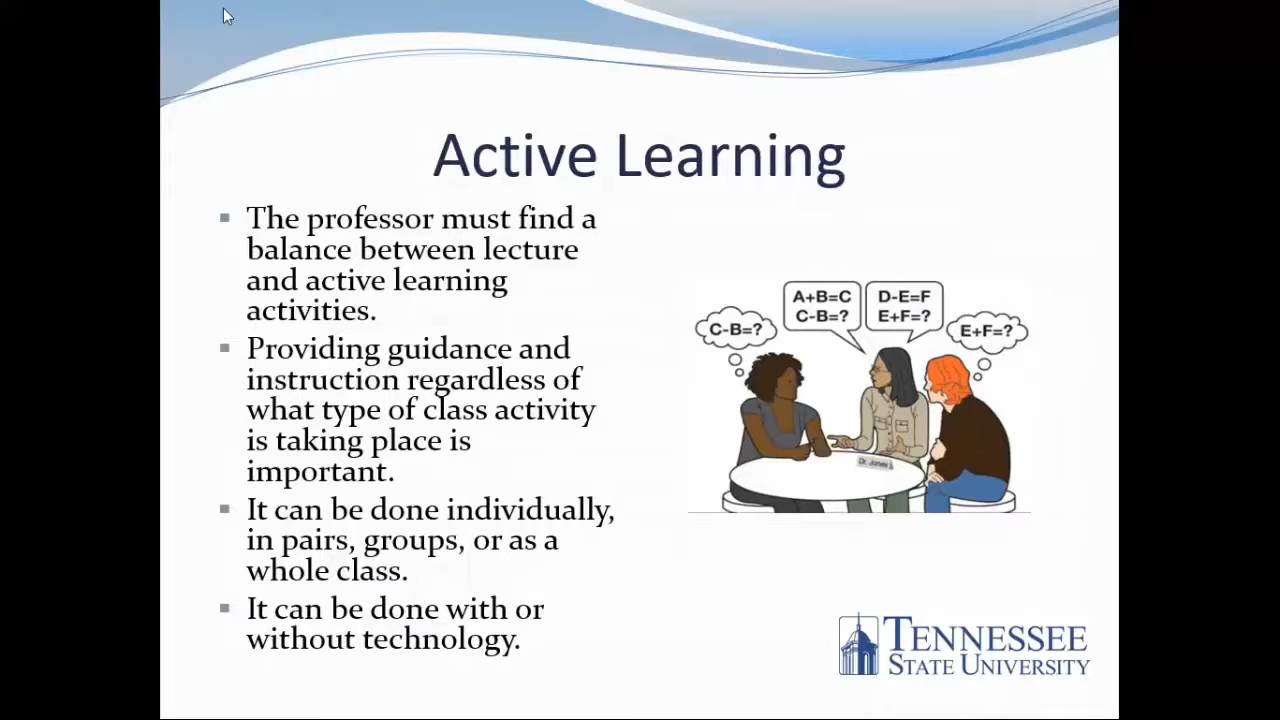 Active Learning
The professor must find a
balance between lecture
and active learning
activities.
Providing guidance and
instruction regardless of
what type of class activity
is taking place is
important.
It can be done individually,
in pairs, groups, or as a
whole class.
It can be done with or
without technology.
C-B=?
A+B=C
C-B=?
D-E=F
E+F=?
E+F=?
Dr. Jones
TENNESSEE
STATE UNIVERSITY